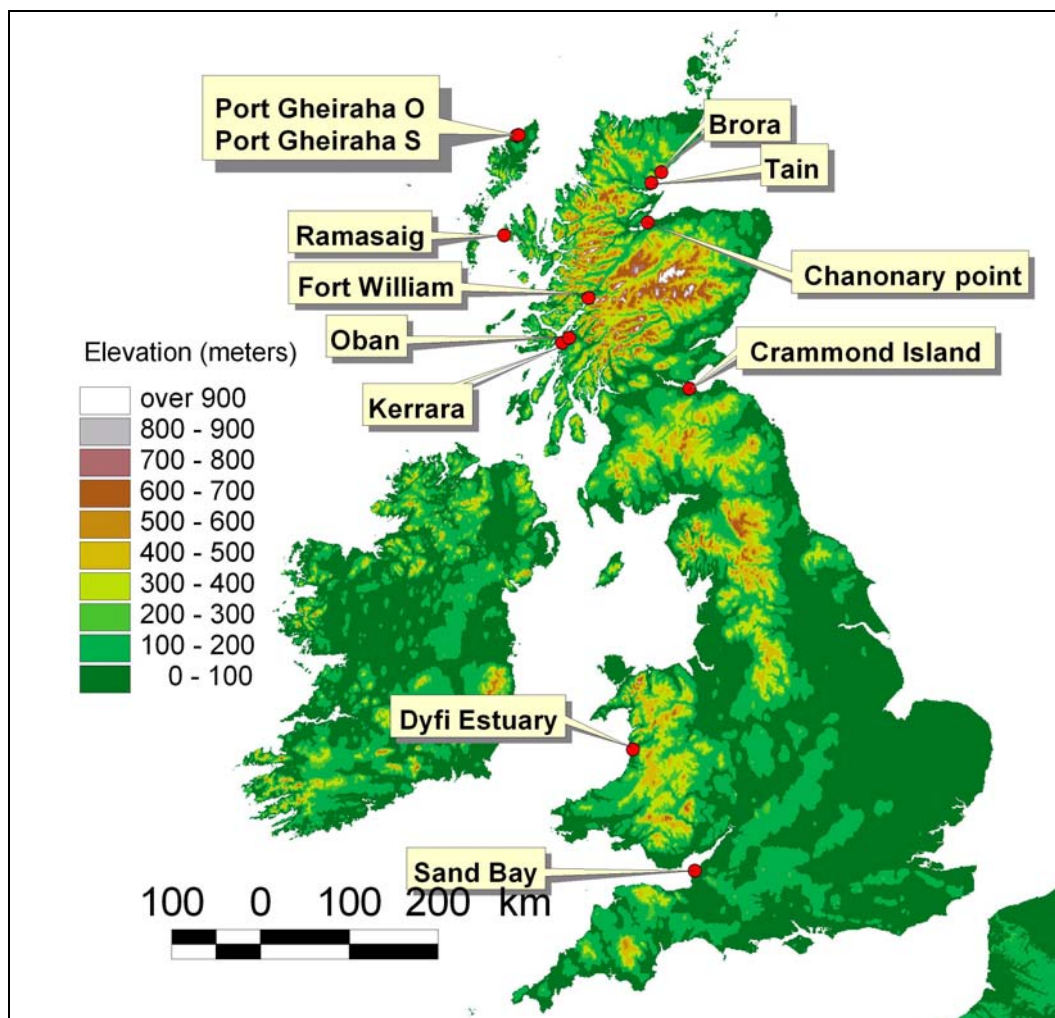 Port Gheiraha O
Port Gheiraha S
Brora
Tain
Ramasaig
Chanonary point
Fort William
Oban
Crammond Island
Kerrara
Elevation (meters)
over 900
800 - 900
700 - 800
600 - 700
500 - 600
400 - 500
300 - 400
200 - 300
100 - 200
0 - 100
Dyfi Estuary
Sand Bay
100 0 100 200 km